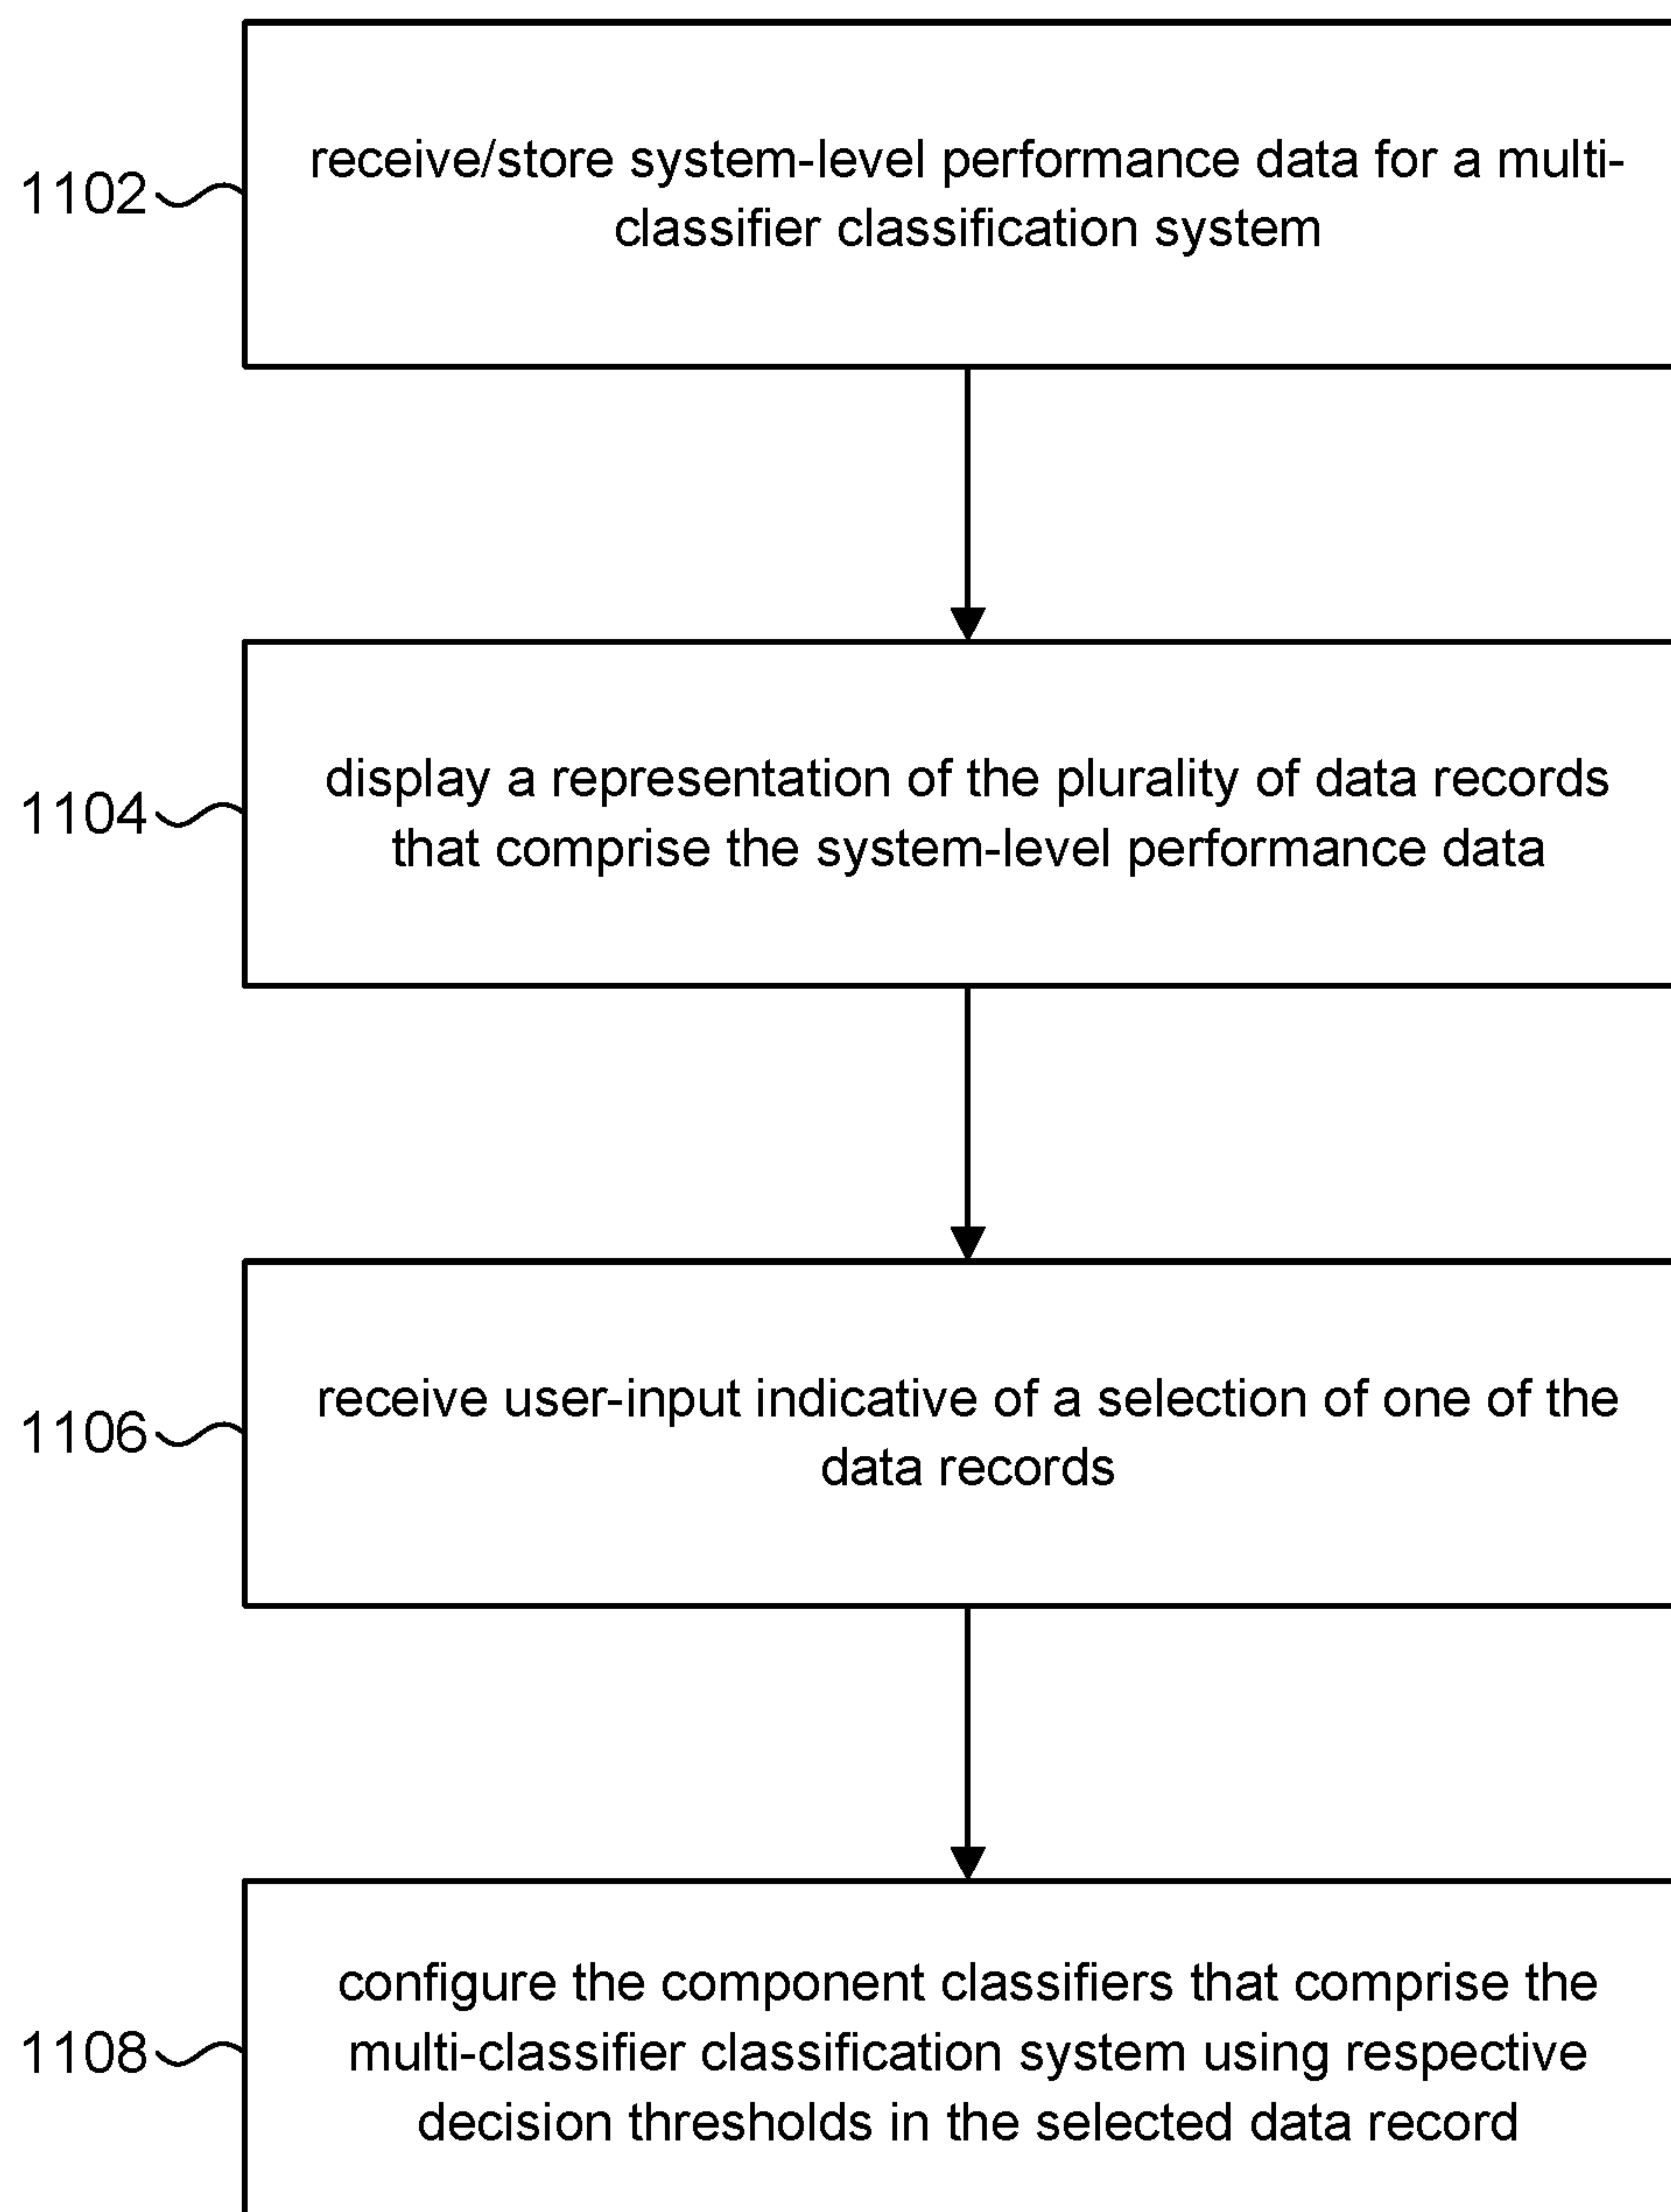 receive/store system-level performance data for a multi-
1102
classifier classification system
display a representation of the plurality of data records
1104
that comprise the system-level performance data
receive user-input indicative of a selection of one of the
1106
data records
configure the component classifiers that comprise the
1108
multi-classifier classification system using respective
decision thresholds in the selected data record